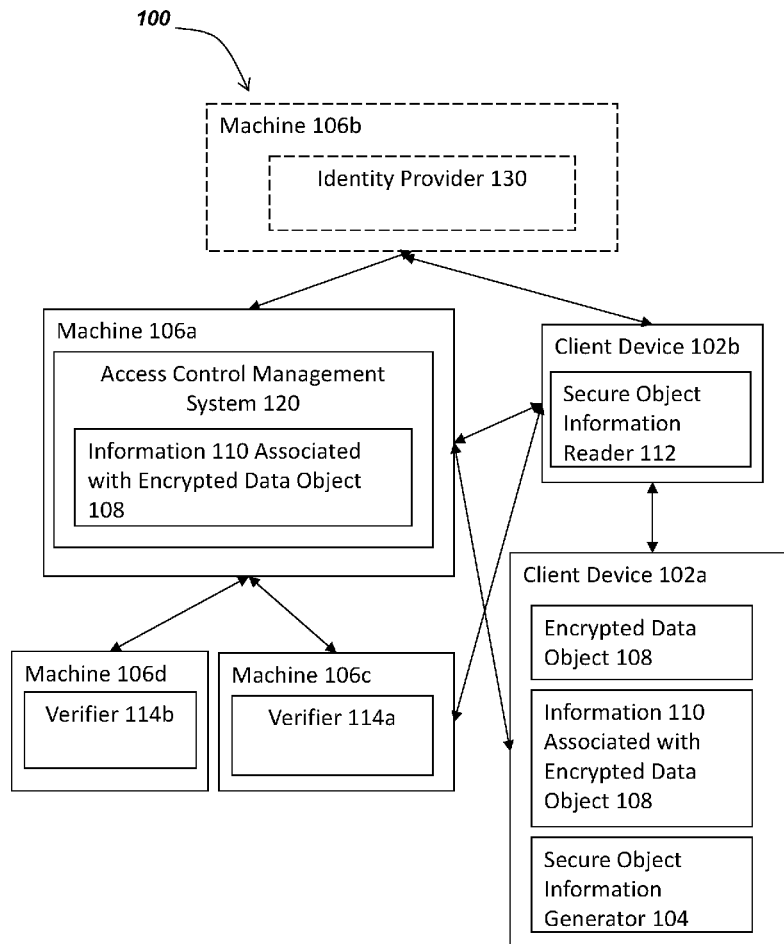 100
Machine 106b
Identity Provider 130
Machine 106a
Access Control Management
System 120
Information 110 Associated
with Encrypted Data Object
108
Client Device 102b
Secure Object
Information
Reader 112
Client Device 102a
Encrypted Data
Object 108
Information 110
Associated with
Encrypted Data
Object 108
Secure Object
Information
Generator 104
Machine 106d
Verifier 114b
Machine 106c
Verifier 114a